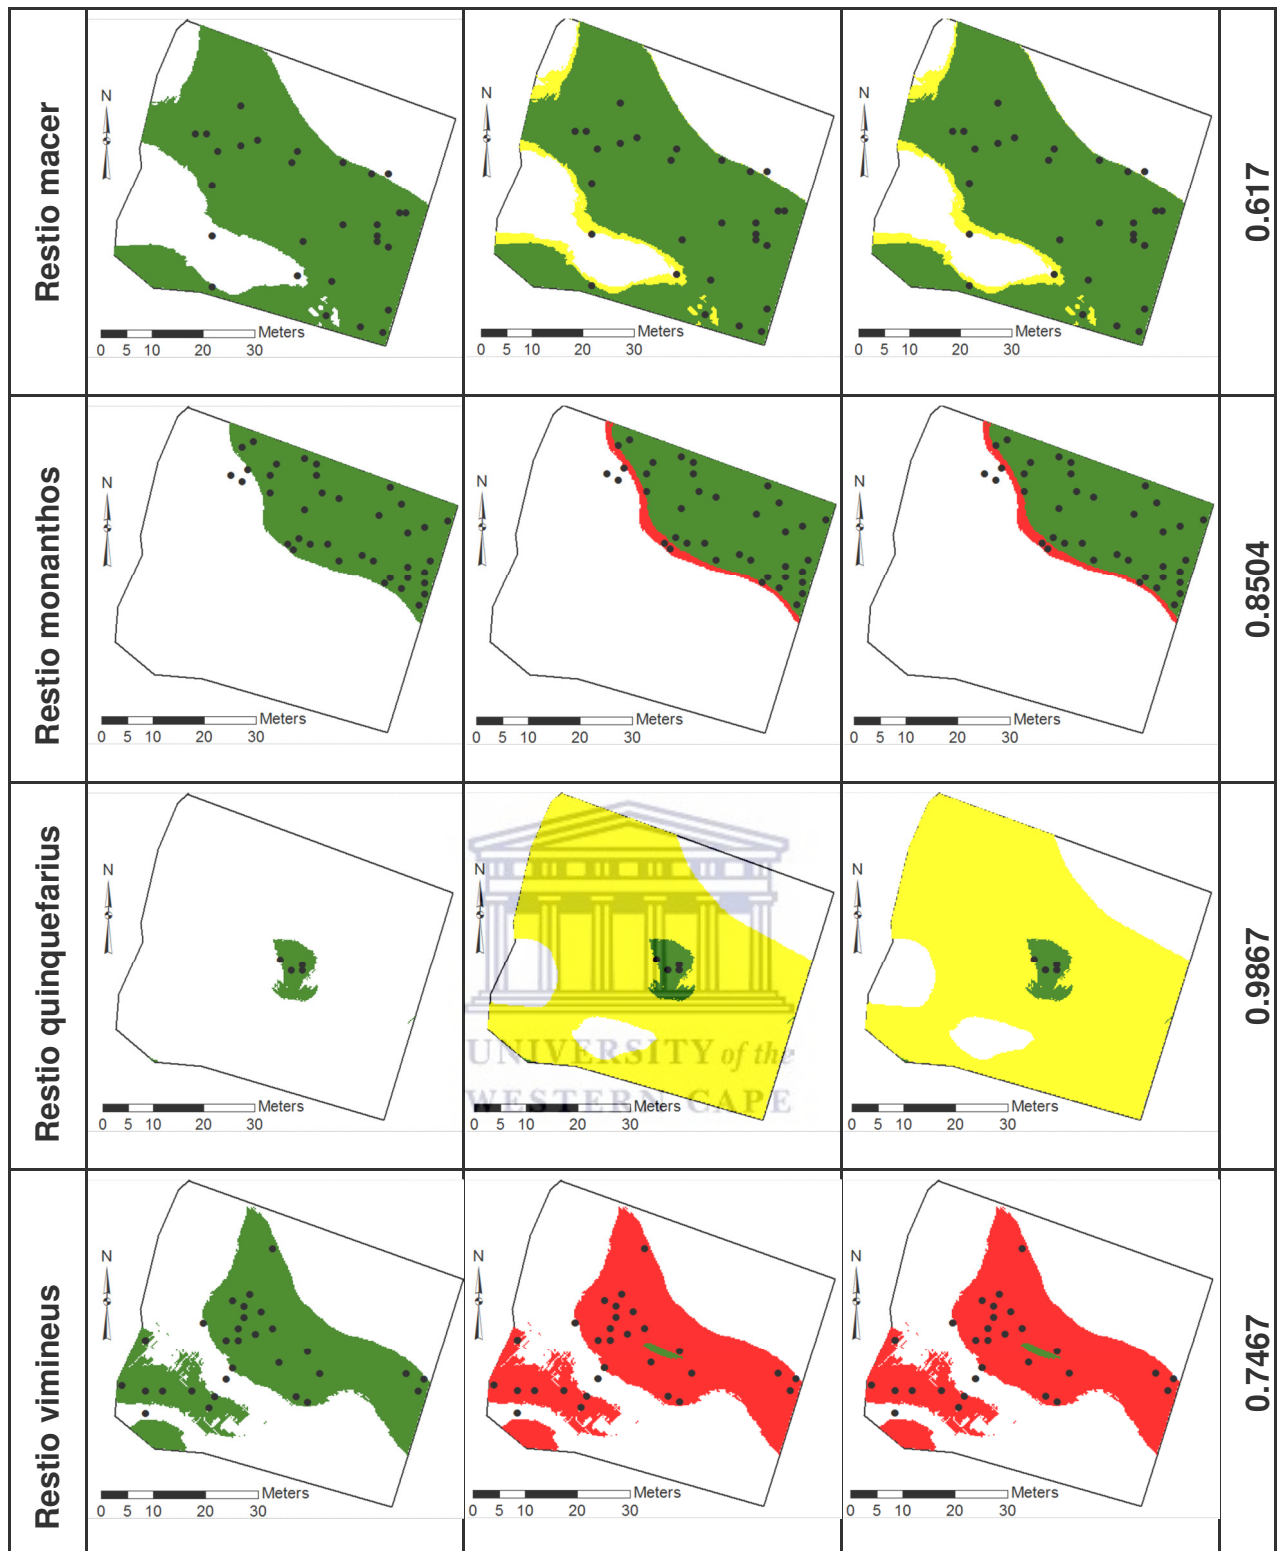 Restio macer
N
Meters
0 5 10 20 30
N
Meters
0 5 10 20 30
N
Meters
0 5 10 20 30
0.617
Restio monanthos
N
Meters
0 5 10 20 30
N
Meters
0 5 10 20 30
N
Meters
0 5 10 20 30
0.8504
Restio quinquefarius
N
Meters
0 5 10 20 30
N
UNIVERSITY of the
WESTERN CAPE
Meters
0 5 10 20 30
N
Meters
0 5 10 20 30
0.9867
Restio vimineus
N
Meters
0 5 10 20 30
N
Meters
0 5 10 20 30
N
Meters
0 5 10 20 30
0.7467